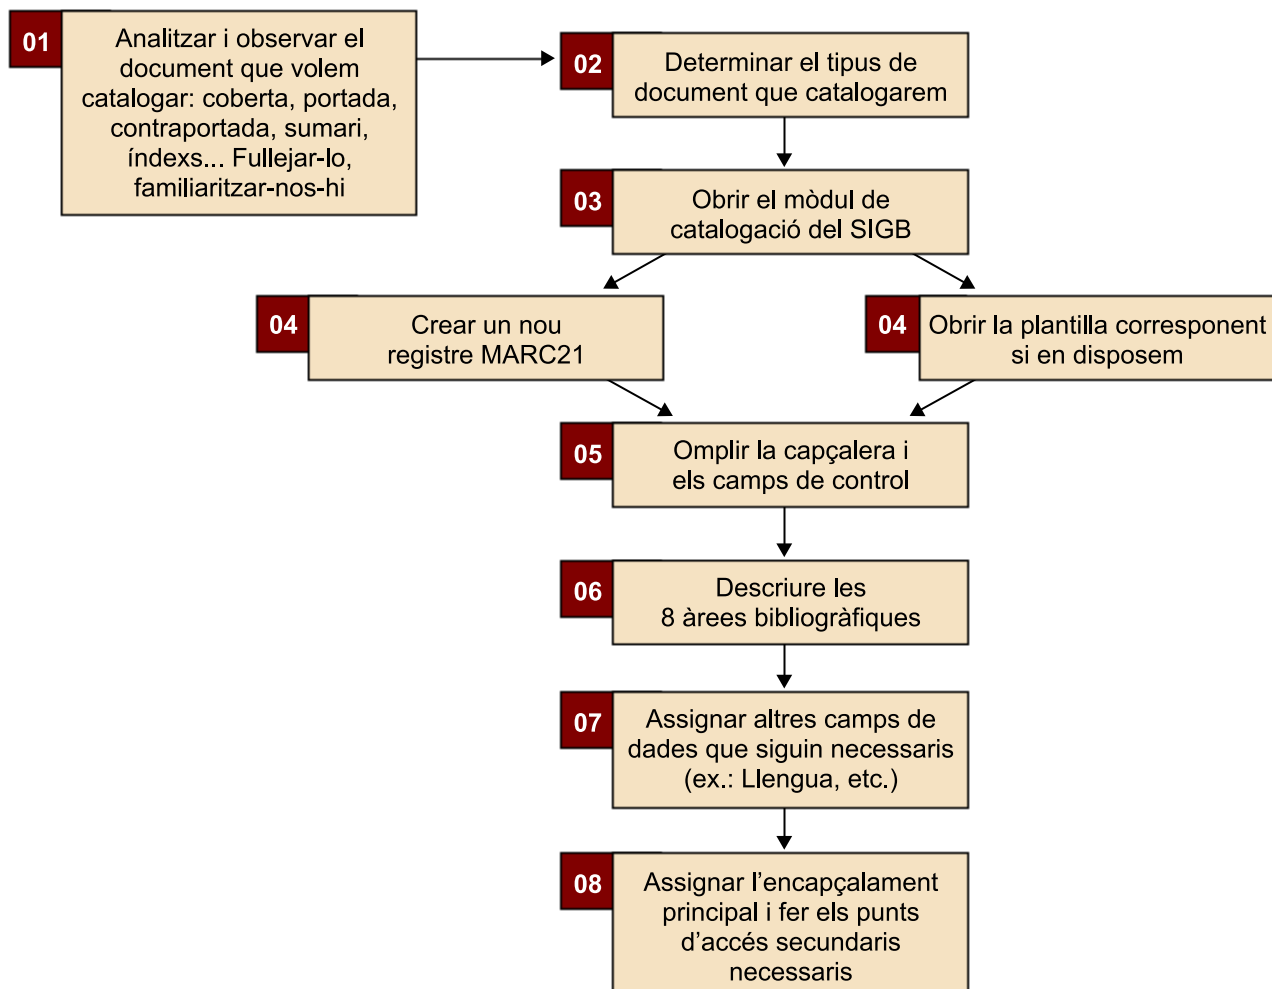 01
Analitzar i observar el
document que volem
catalogar: coberta, portada,
contraportada, sumari,
índexs... Fullejar-lo,
familiaritzar-nos-hi
02
Determinar el tipus de
document que catalogarem
03
Obrir el mòdul de
catalogació del SIGB
04
Crear un nou
registre MARC21
04
Obrir la plantilla corresponent
si en disposem
05
Omplir la capçalera i
els camps de control
06
Descriure les
8 àrees bibliogràfiques
07
Assignar altres camps de
dades que siguin necessaris
(ex.: Llengua, etc.)
08
Assignar l’encapçalament
principal i fer els punts
d’accés secundaris
necessaris